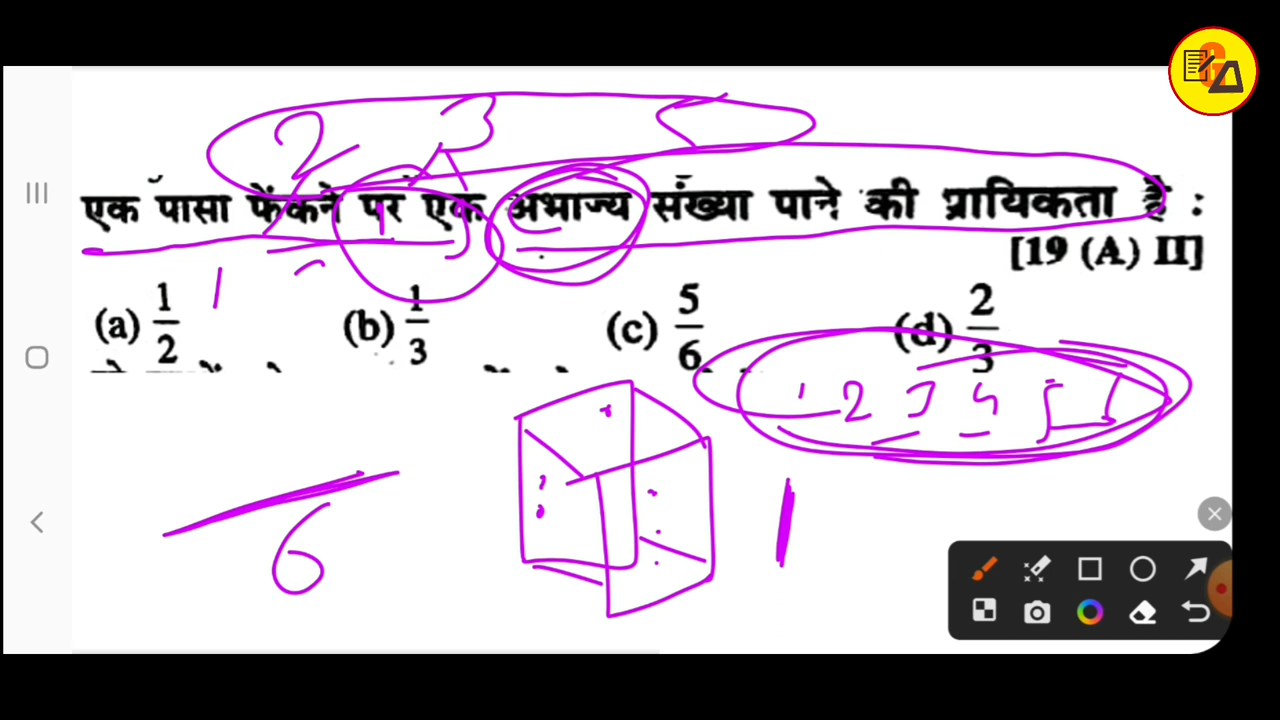 2 3 5
एक पासा फेंकने पर एक अभाज्य संख्या पाने की प्रायिकता है :
[19 (A) II]
(a) 1/2 (b) 1/3 (c) 5/6 (d) 2/3
1 2 3 4 5
6